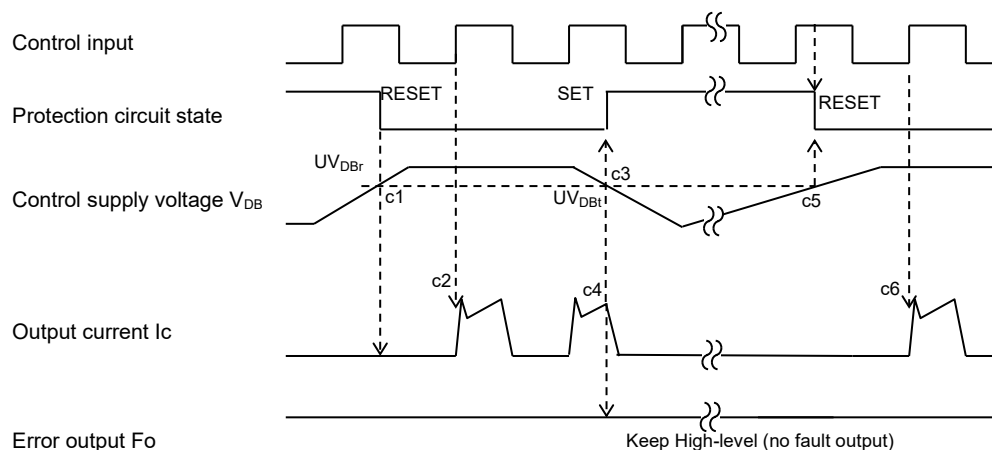 Control input
RESET
SET
RESET
Protection circuit state
UVDBr
c1
c3
Control supply voltage VDB
UVDBt
c5
c2
c4
c6
Output current Ic
Error output Fo
Keep High-level (no fault output)